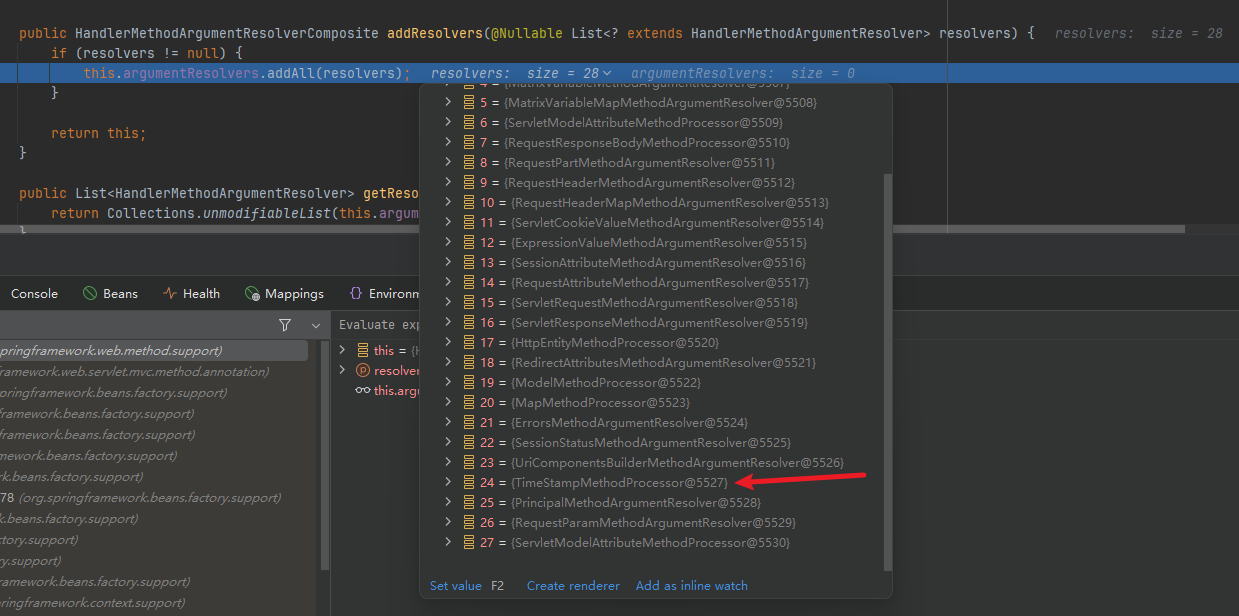 public HandlerMethodArgumentResolverComposite addResolvers(@Nullable List<? extends HandlerMethodArgumentResolver> resolvers) {   resolvers:  size = 28
if (resolvers != null) {
this.argumentResolvers.addAll(resolvers);   resolvers:  size = 28   argumentResolvers:  size = 0
}
return this;
}
public List<HandlerMethodArgumentResolver> getReso
return Collections.unmodifiableList(this.argum
}
4 = {MatrixVariableMethodArgumentResolver@5507}
5 = {MatrixVariableMapMethodArgumentResolver@5508}
6 = {ServletModelAttributeMethodProcessor@5509}
7 = {RequestResponseBodyMethodProcessor@5510}
8 = {RequestPartMethodArgumentResolver@5511}
9 = {RequestHeaderMethodArgumentResolver@5512}
10 = {RequestHeaderMapMethodArgumentResolver@5513}
11 = {ServletCookieValueMethodArgumentResolver@5514}
12 = {ExpressionValueMethodArgumentResolver@5515}
13 = {SessionAttributeMethodArgumentResolver@5516}
14 = {RequestAttributeMethodArgumentResolver@5517}
15 = {ServletRequestMethodArgumentResolver@5518}
16 = {ServletResponseMethodArgumentResolver@5519}
17 = {HttpEntityMethodProcessor@5520}
18 = {RedirectAttributesMethodArgumentResolver@5521}
19 = {ModelMethodProcessor@5522}
20 = {MapMethodProcessor@5523}
21 = {ErrorsMethodArgumentResolver@5524}
22 = {SessionStatusMethodArgumentResolver@5525}
23 = {UriComponentsBuilderMethodArgumentResolver@5526}
24 = {TimeStampMethodProcessor@5527}
25 = {PrincipalMethodArgumentResolver@5528}
26 = {RequestParamMethodArgumentResolver@5529}
27 = {ServletModelAttributeMethodProcessor@5530}
Set value F2 Create renderer Add as inline watch
Console Beans Health Mappings Environm
Evaluate exp
this = {H
resolver
this.argu
pringframework.web.method.support)
ramework.web.servlet.mvc.method.annotation)
pringframework.beans.factory.support)
framework.beans.factory.support)
framework.beans.factory.support)
mework.beans.factory.support)
rk.beans.factory.support)
78 (org.springframework.beans.factory.support)
k.beans.factory.support)
ctory.support)
ry.support)
framework.beans.factory.support)
ringframework.context.support)